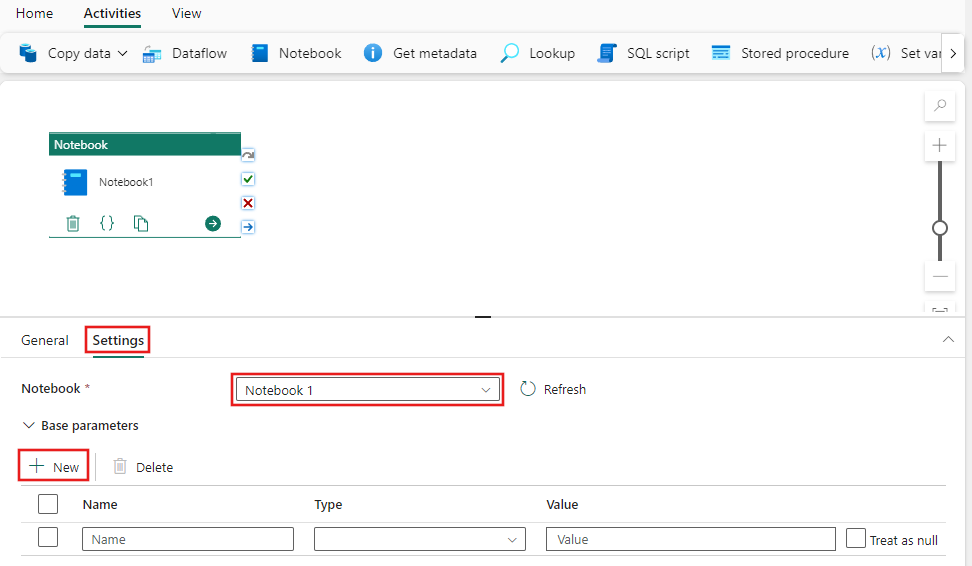 Home Activities View
Copy data Dataflow Notebook Get metadata Lookup SQL script Stored procedure (x) Set
Notebook
Notebook1
General Settings
Notebook * Notebook 1 Refresh
Base parameters
New Delete
Name Type Value
Name Value Treat as null